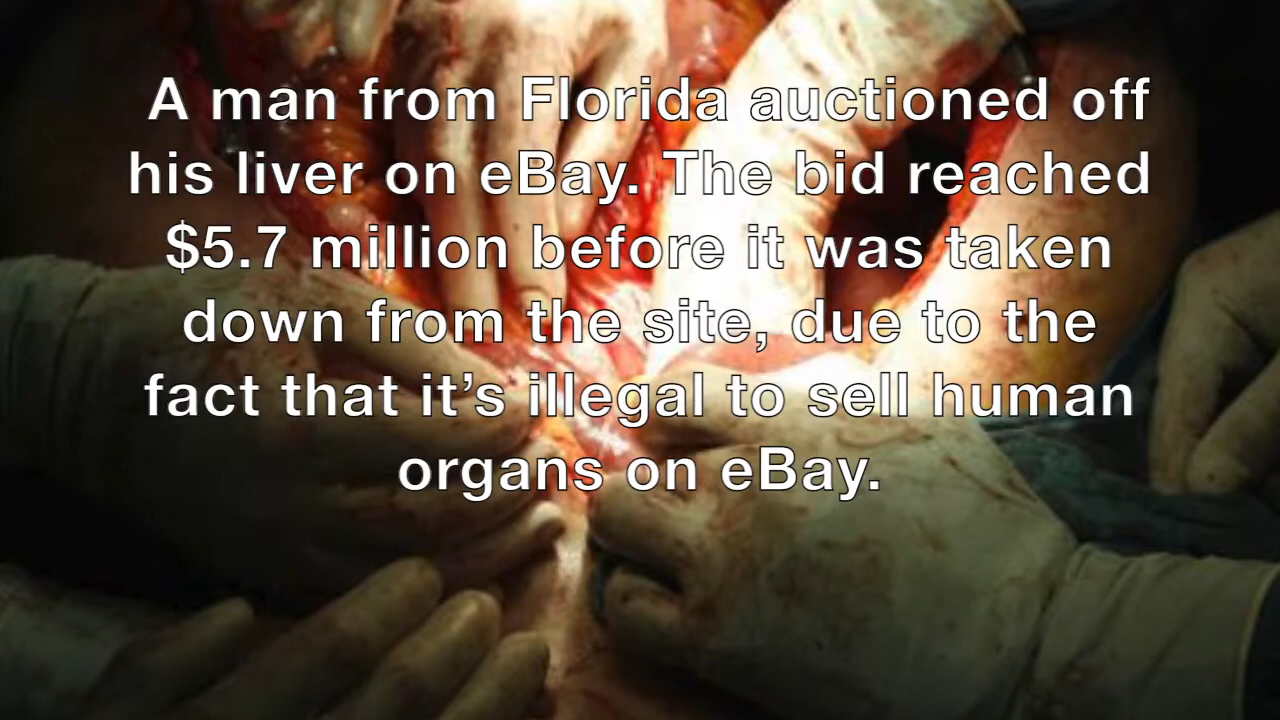 A man from Florida auctioned off
his liver on eBay. The bid reached
$5.7 million before it was taken
down from the site, due to the
fact that it’s illegal to sell human
organs on eBay.